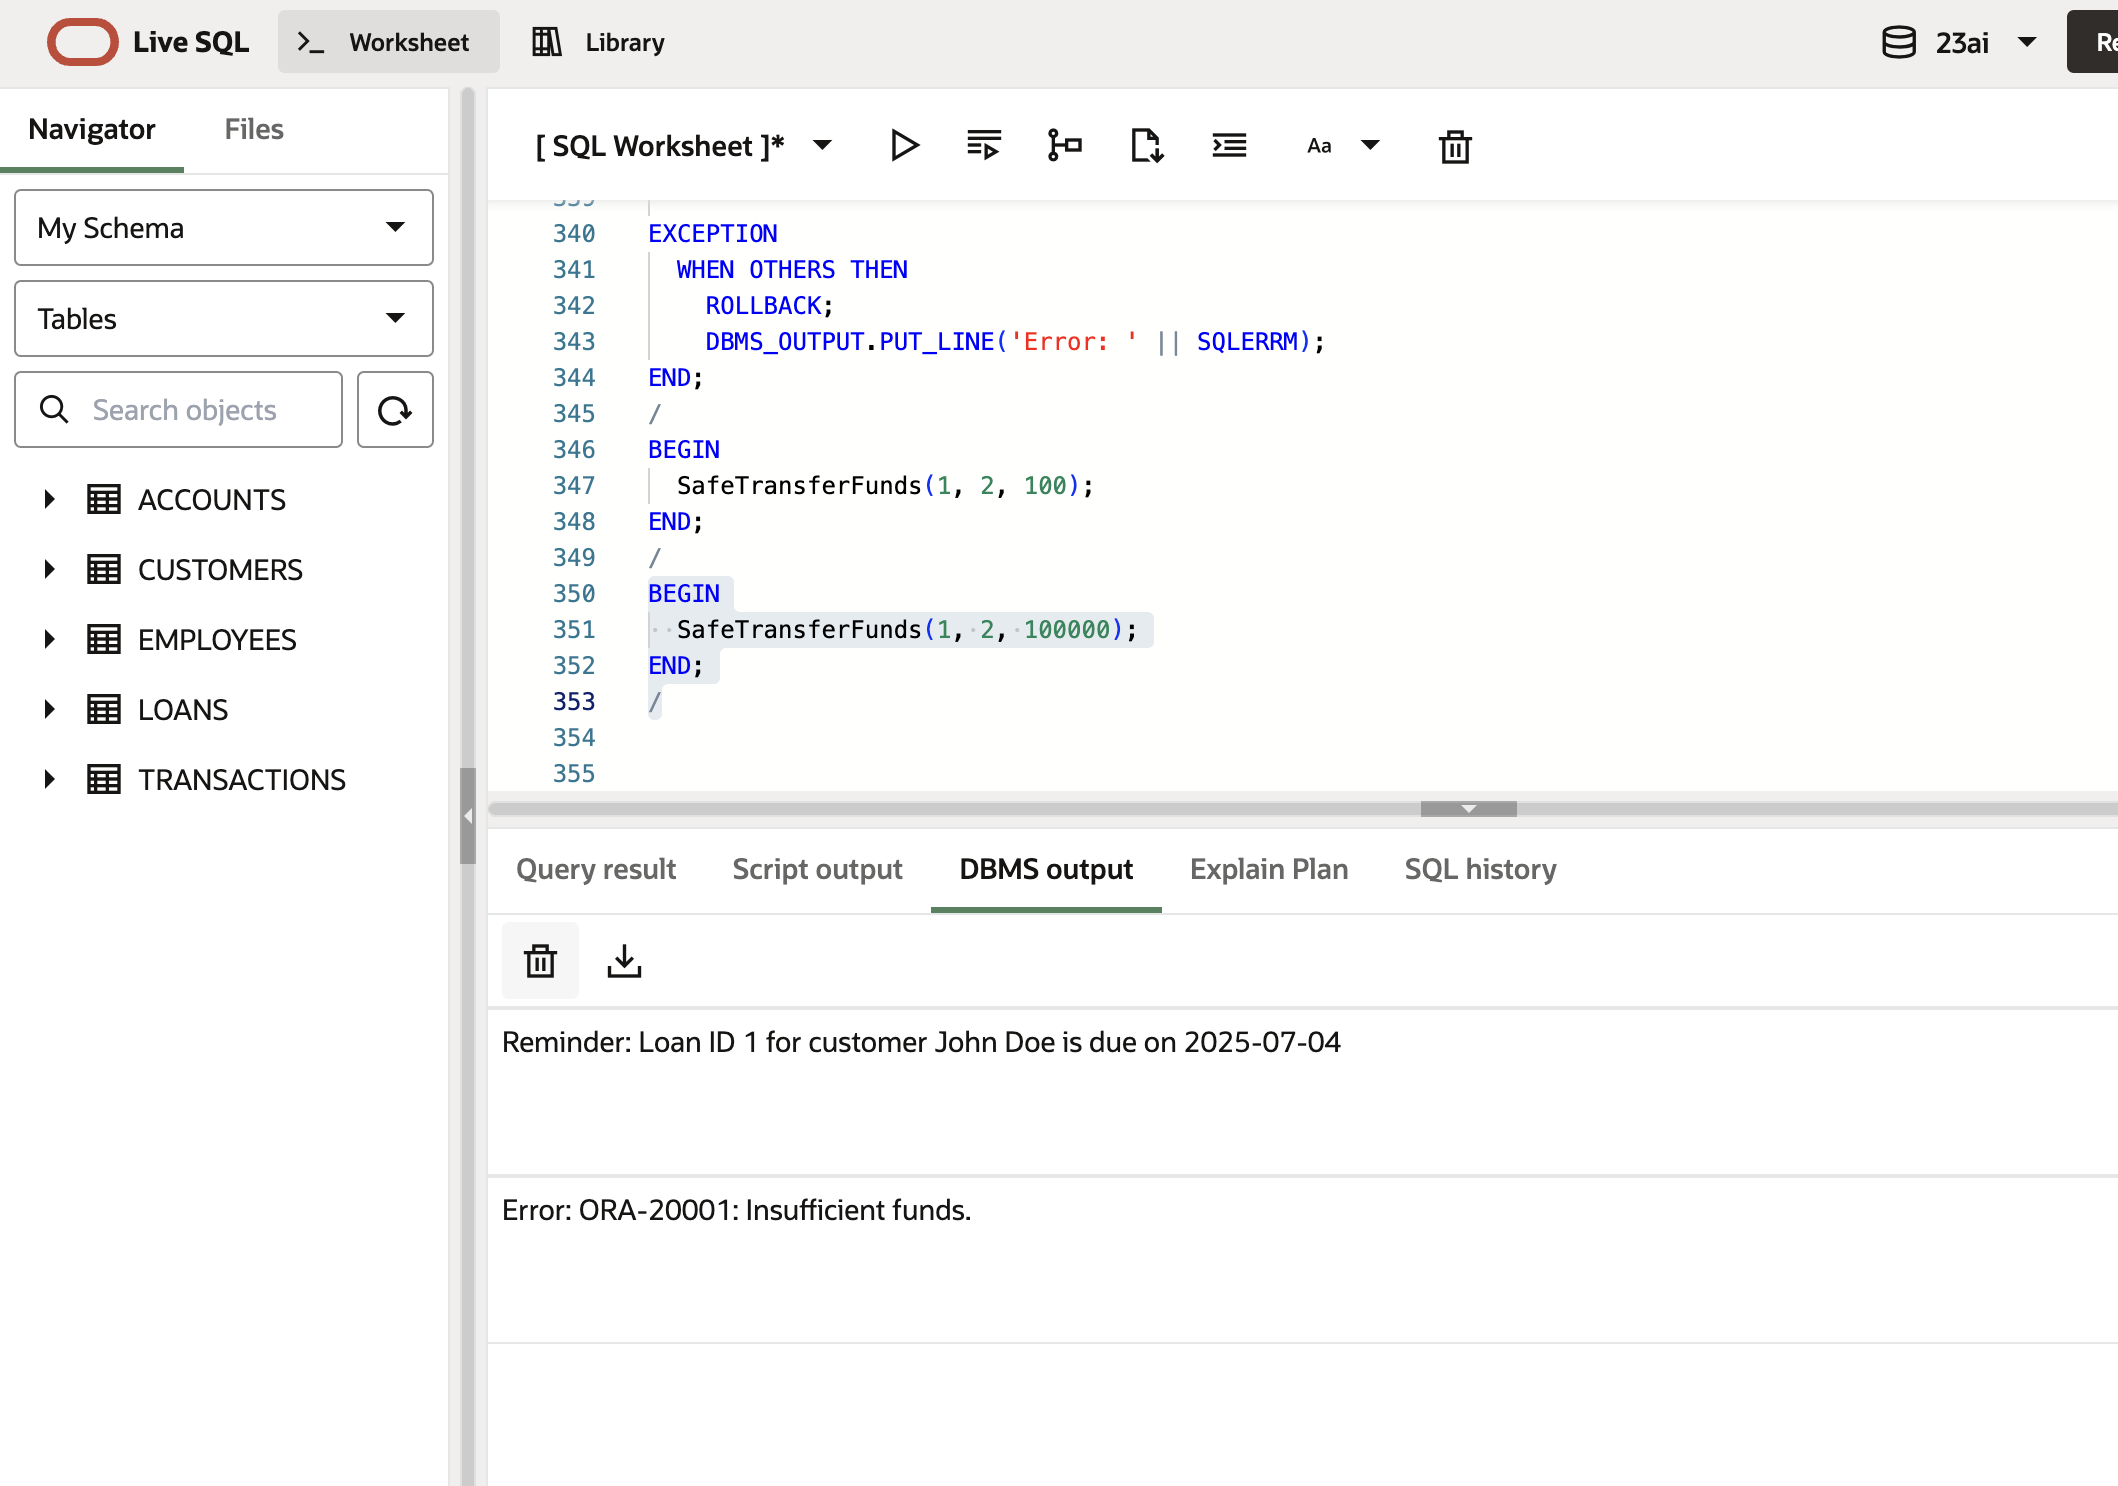 Live SQL
Worksheet
Library
23ai
Navigator
Files
My Schema
Tables
Search objects
ACCOUNTS
CUSTOMERS
EMPLOYEES
LOANS
TRANSACTIONS
[ SQL Worksheet ]*
Aa
340 EXCEPTION
341 WHEN OTHERS THEN
342 ROLLBACK;
343 DBMS_OUTPUT.PUT_LINE('Error: ' || SQLERRM);
344 END;
345 /
346 BEGIN
347 SafeTransferFunds(1, 2, 100);
348 END;
349 /
350 BEGIN
351 SafeTransferFunds(1, 2, 100000);
352 END;
353 /
354
355
Query result
Script output
DBMS output
Explain Plan
SQL history
Reminder: Loan ID 1 for customer John Doe is due on 2025-07-04
Error: ORA-20001: Insufficient funds.